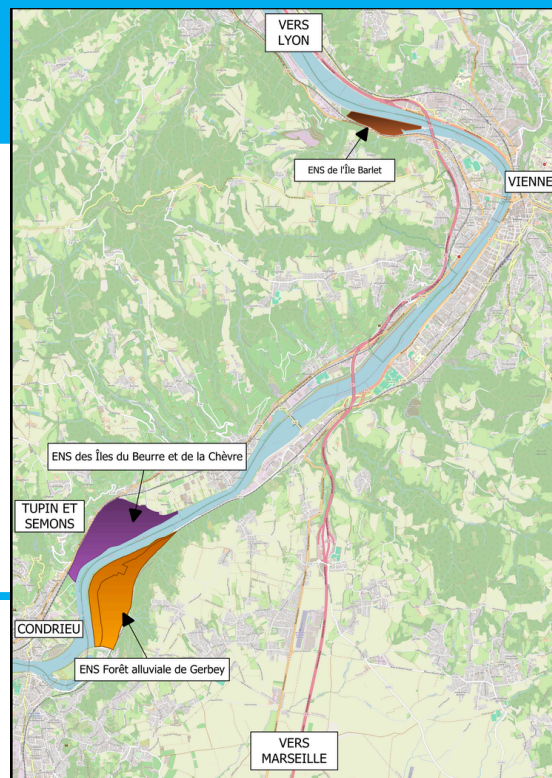 VERS
LYON
ENS de l'Île Barlet
VIENNE
ENS des Îles du Beurre et de la Chèvre
TUPIN ET
SEMONS
CONDRIEU
ENS Forêt alluviale de Gerbey
VERS
MARSEILLE